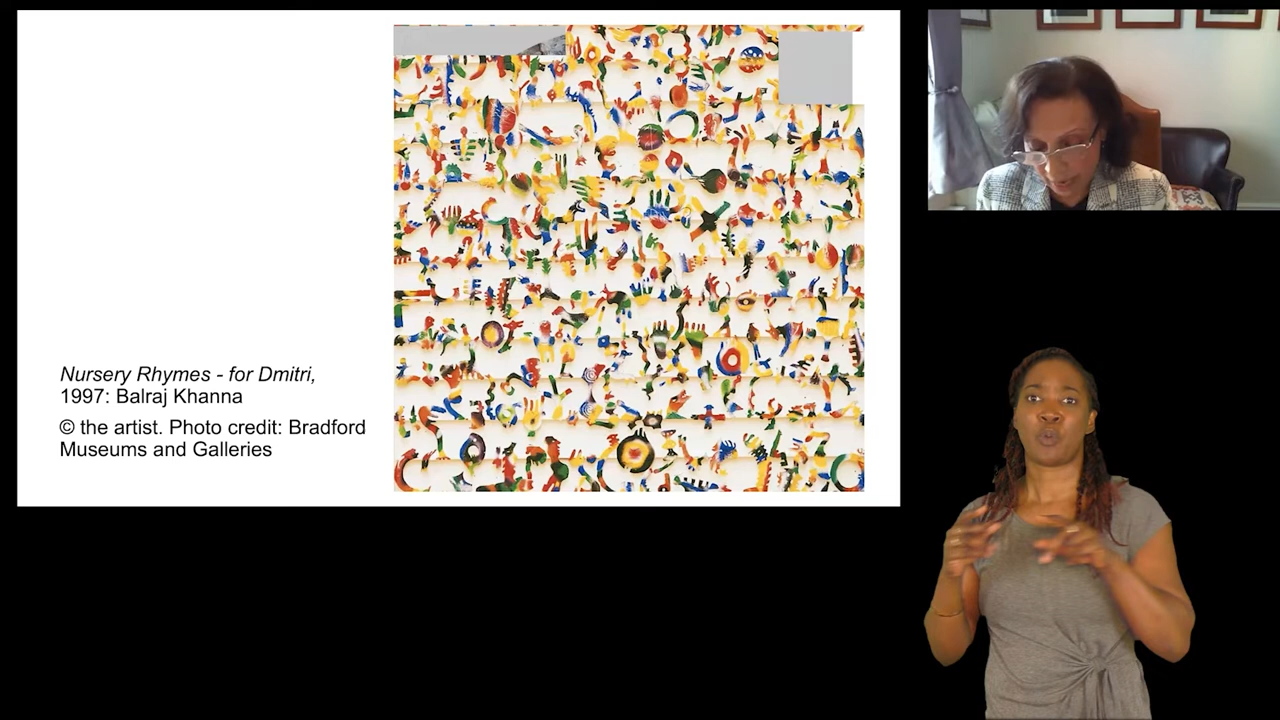 Nursery Rhymes - for Dmitri,
1997: Balraj Khanna
© the artist. Photo credit: Bradford
Museums and Galleries